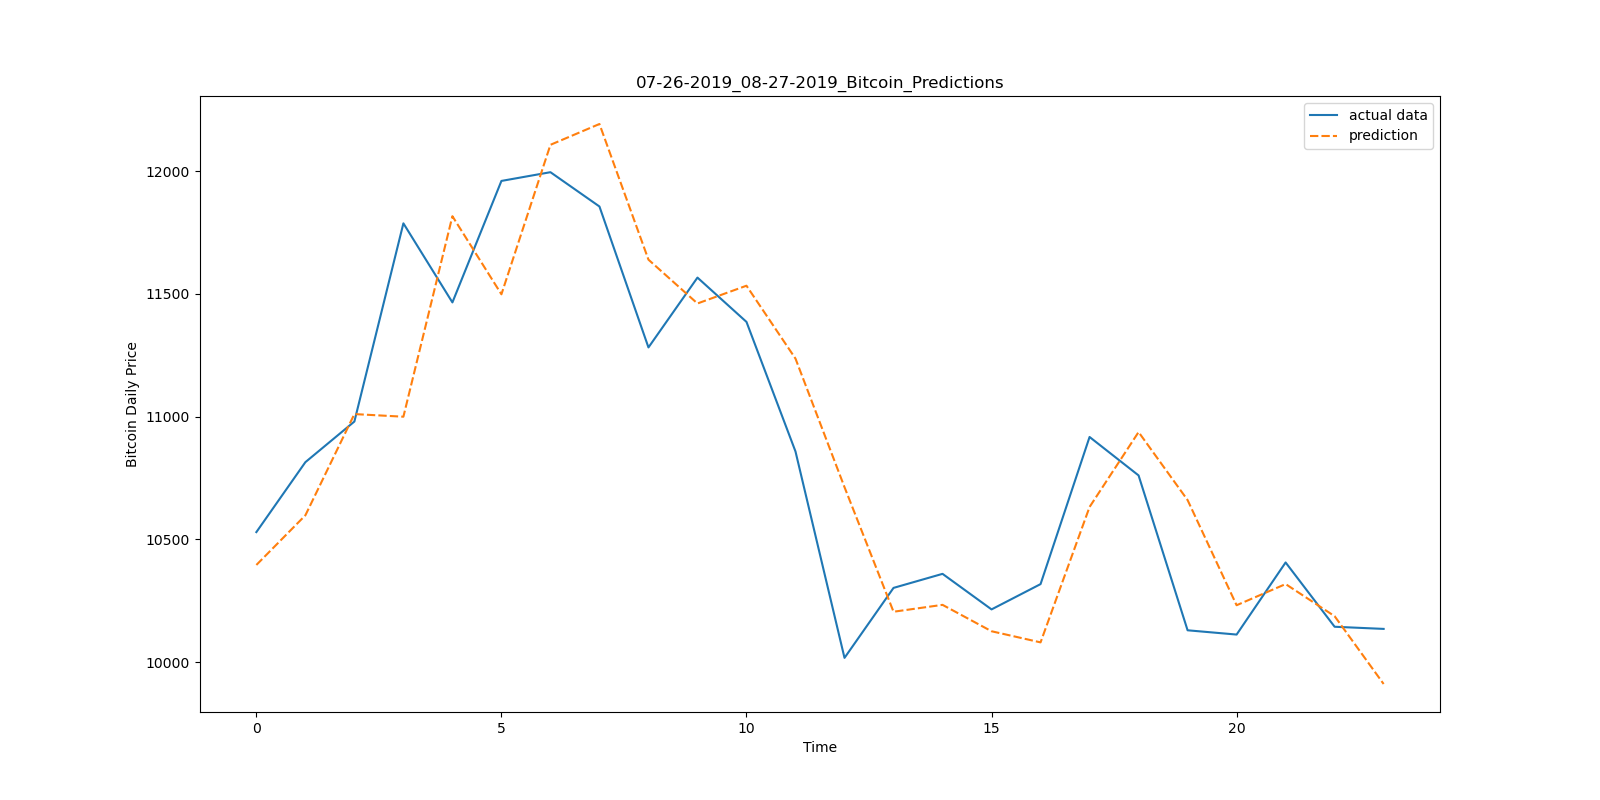 07-26-2019_08-27-2019_Bitcoin_Predictions
actual data
prediction
12000
11500
11000
10500
10000
Bitcoin Daily Price
0 5 10 15 20
Time